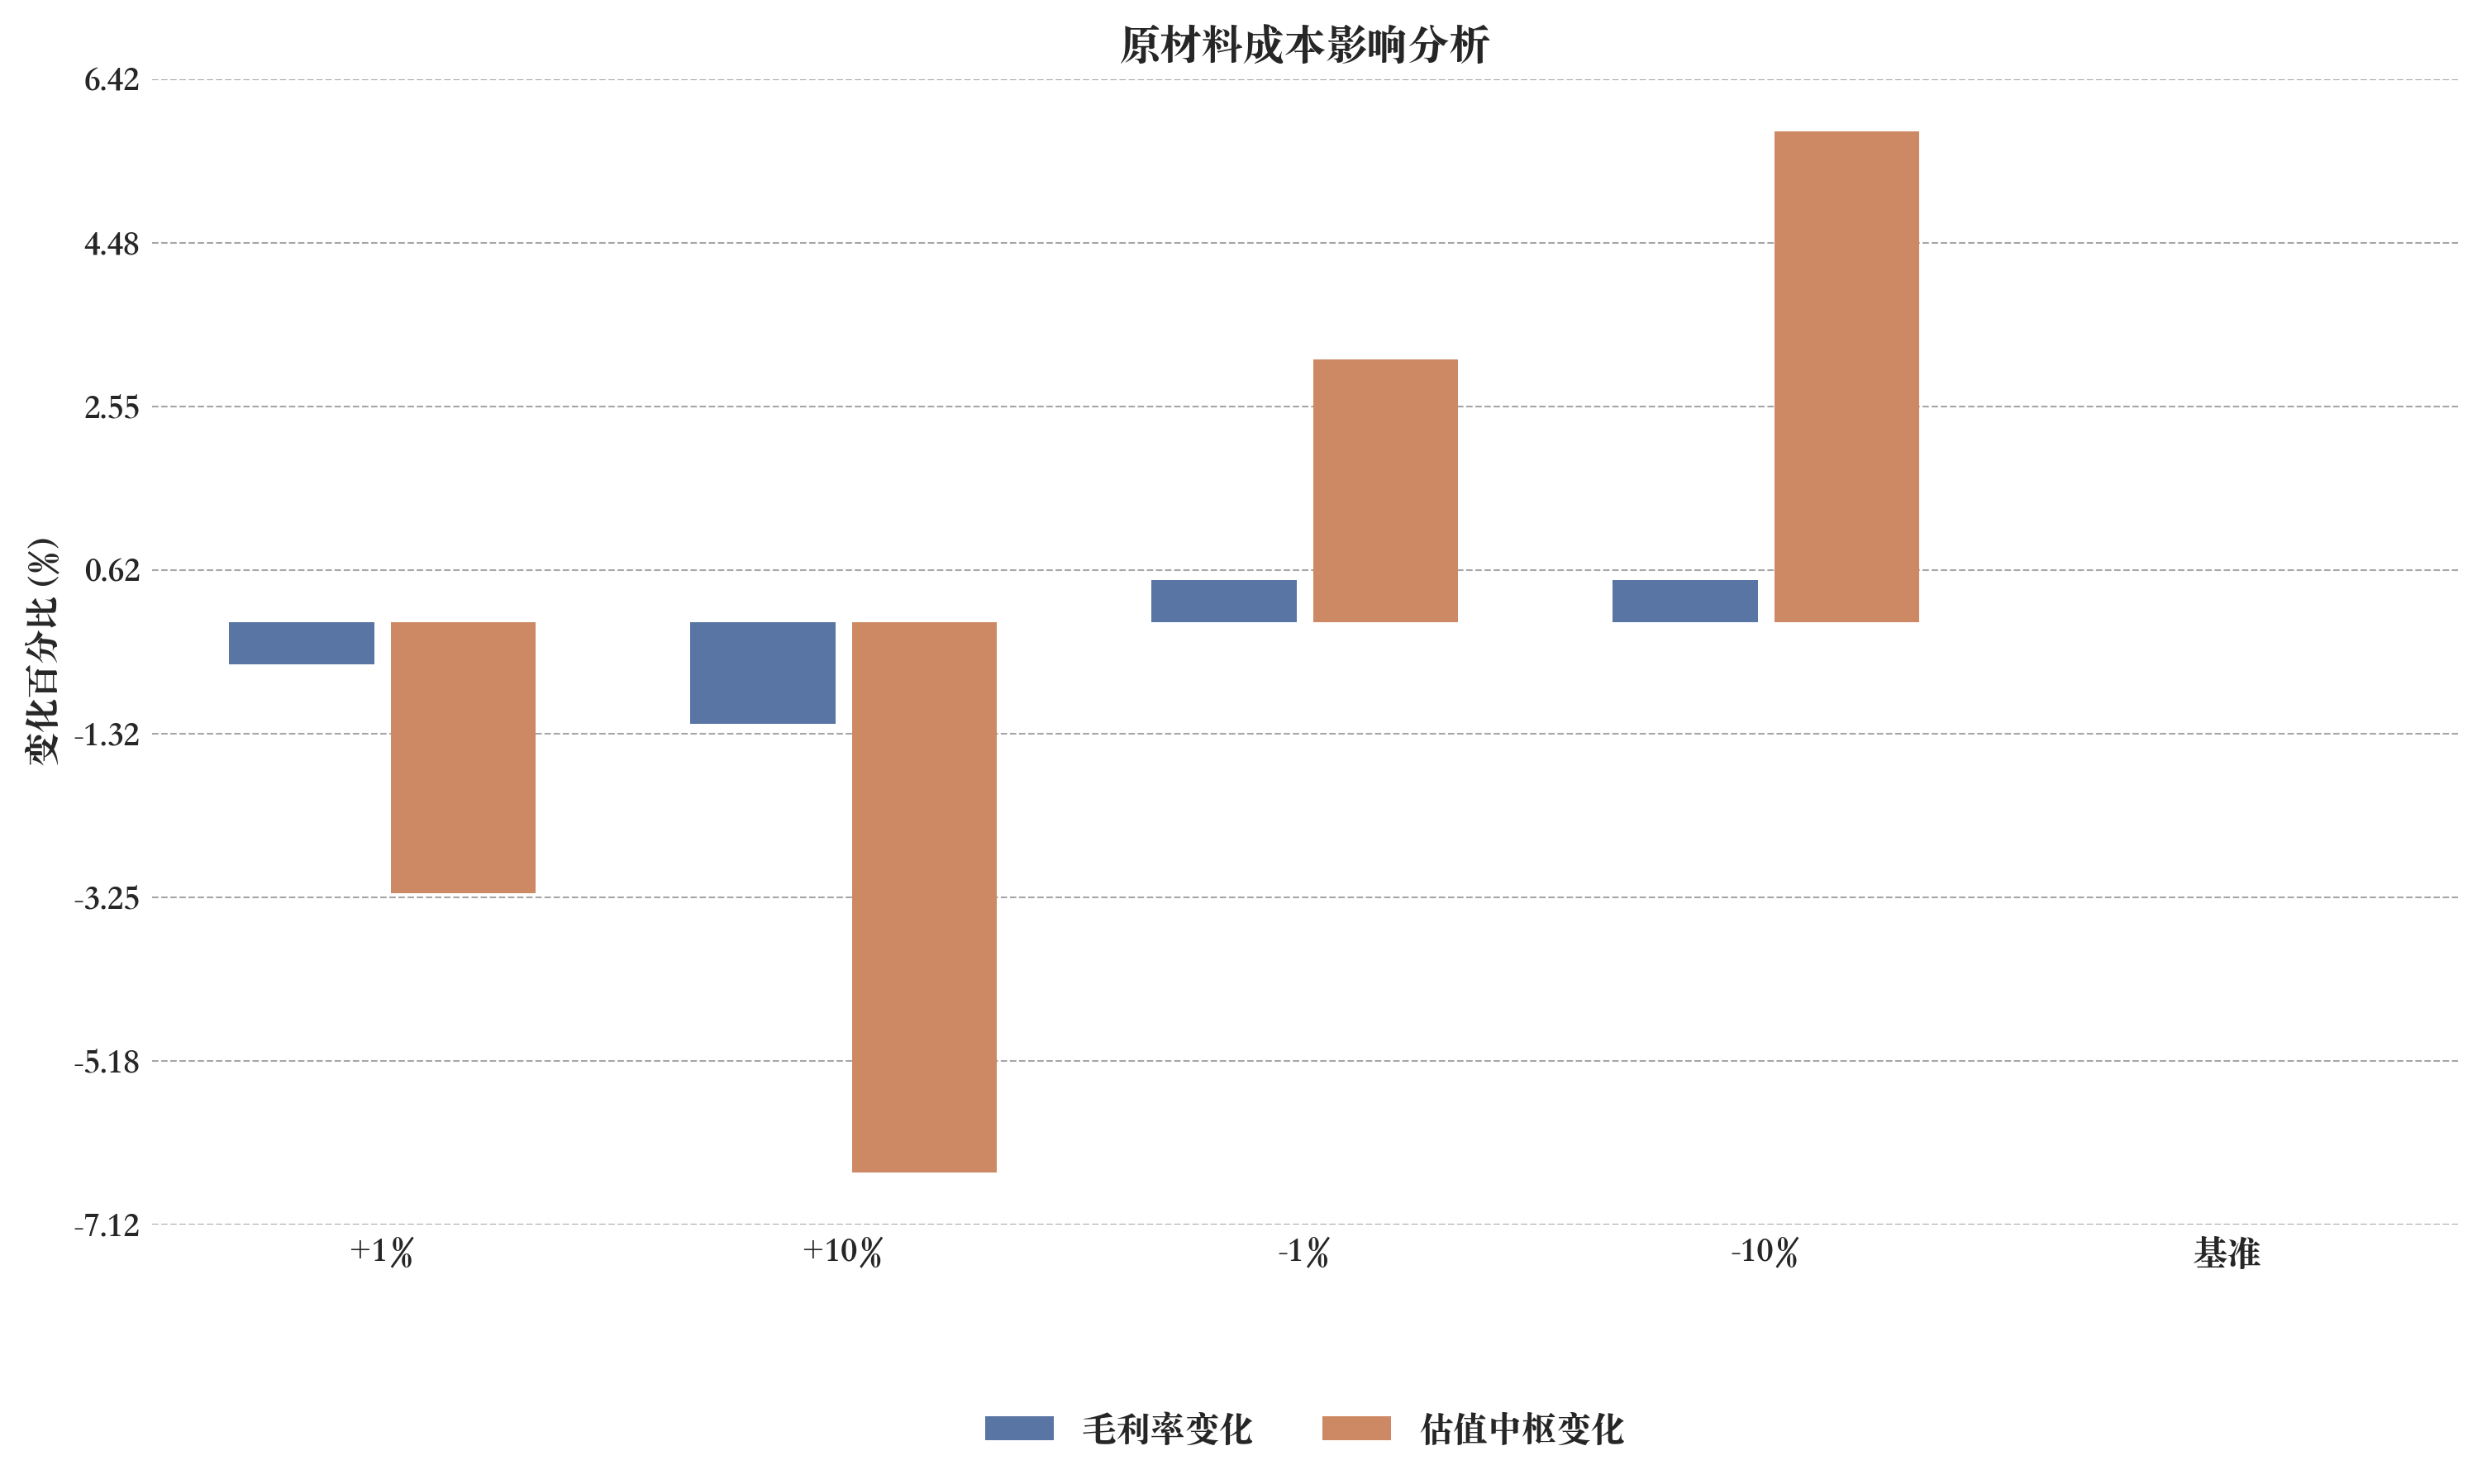 原材料成本影响分析
变化百分比 (%)
6.42
4.48
2.55
0.62
-1.32
-3.25
-5.18
-7.12
+1%
+10%
-1%
-10%
基准
毛利率变化
估值中枢变化